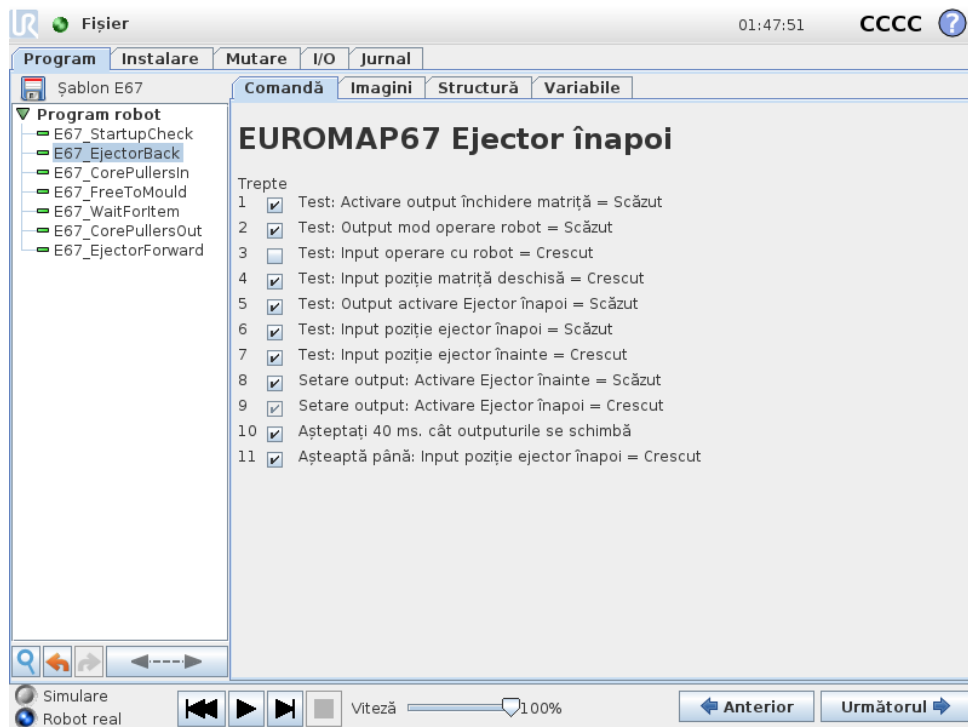 UR Fișier 01:47:51 CCCC ?
Program Instalare Mutare I/O Jurnal
Șablon E67
Comandă Imagini Structură Variabile
Program robot
E67_StartupCheck
E67_EjectorBack
E67_CorePullersIn
E67_FreeToMould
E67_WaitForItem
E67_CorePullersOut
E67_EjectorForward
EUROMAP67 Ejector înapoi
Trepte
1 Test: Activare output închidere matriță = Scăzut
2 Test: Output mod operare robot = Scăzut
3 Test: Input operare cu robot = Crescut
4 Test: Input poziție matriță deschisă = Crescut
5 Test: Output activare Ejector înapoi = Scăzut
6 Test: Input poziție ejector înapoi = Scăzut
7 Test: Input poziție ejector înainte = Crescut
8 Setare output: Activare Ejector înainte = Scăzut
9 Setare output: Activare Ejector înapoi = Crescut
10 Așteptați 40 ms. cât outputurile se schimbă
11 Așteaptă până: Input poziție ejector înapoi = Crescut
Simulare
Robot real
Viteză 100%
Anterior Următorul